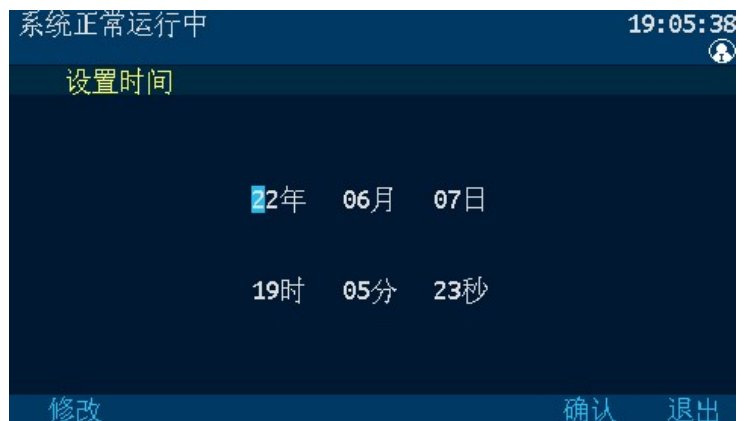 系统正常运行中 19:05:38
设置时间
22年 06月 07日
19时 05分 23秒
修改 确认 退出